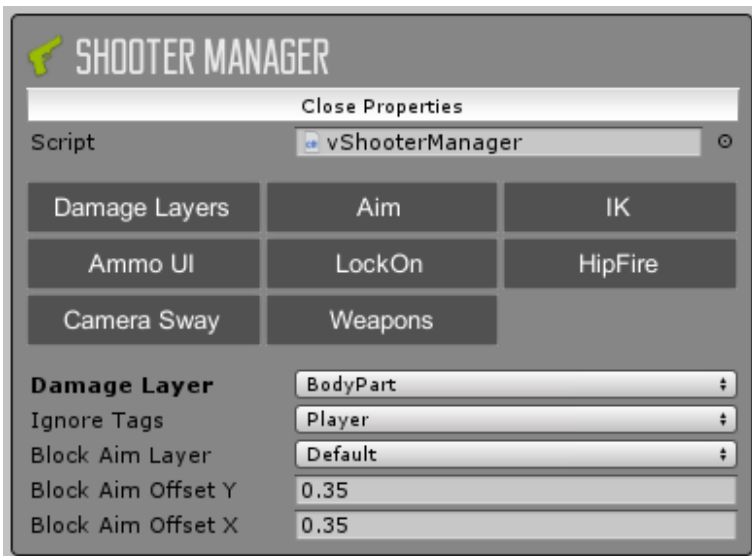 SHOOTER MANAGER
Close Properties
Script vShooterManager
Damage Layers Aim IK
Ammo UI LockOn HipFire
Camera Sway Weapons
Damage Layer BodyPart
Ignore Tags Player
Block Aim Layer Default
Block Aim Offset Y 0.35
Block Aim Offset X 0.35